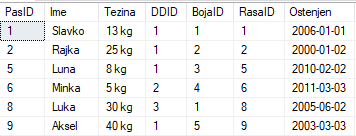 PasID Ime Tezina DDID BojaID RasaID Ostenjen
1 Slavko 13 kg 1 1 1 2006-01-01
2 Rajka 25 kg 1 2 2 2000-01-02
5 Luna 8 kg 1 3 5 2010-02-02
6 Minka 5 kg 2 4 6 2011-03-03
8 Luka 30 kg 3 1 8 2005-06-02
9 Aksel 40 kg 1 5 9 2003-03-03